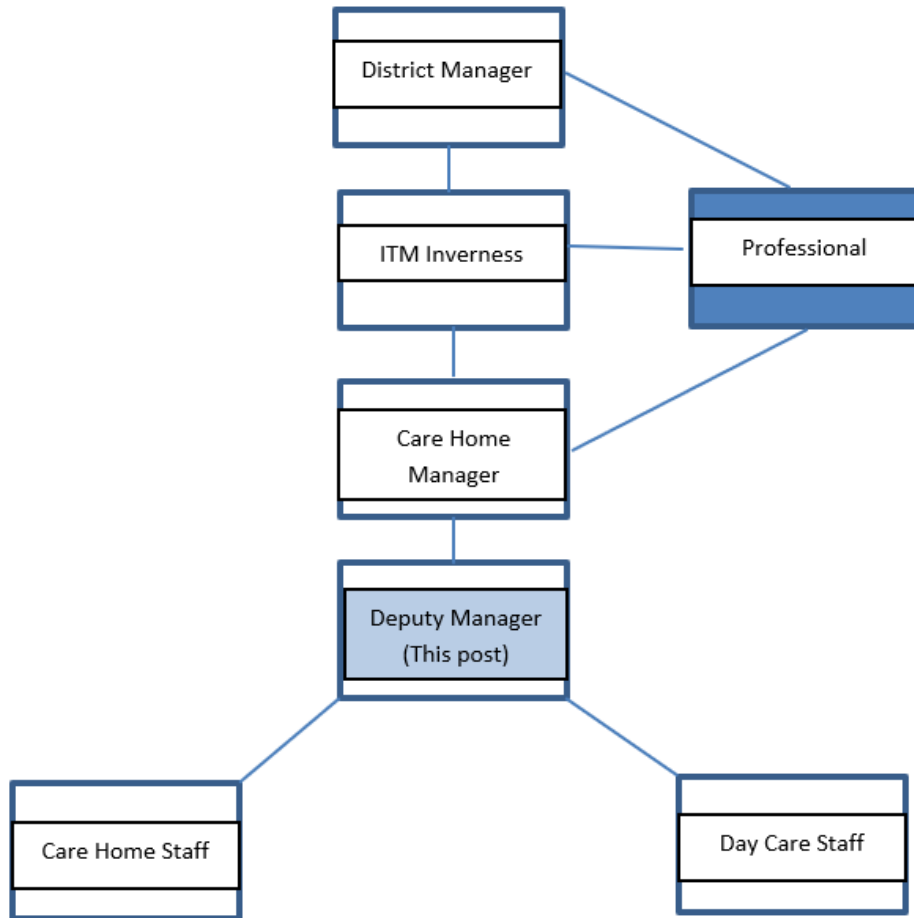 District Manager
ITM Inverness
Professional
Care Home
Manager
Deputy Manager
(This post)
Care Home Staff
Day Care Staff